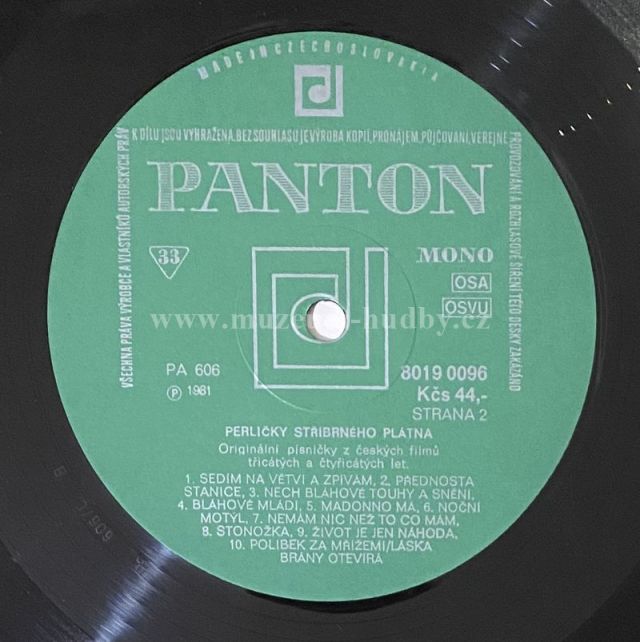 MADE IN CZECHOSLOVAKIA
K DÍLU JSOU VYHRAŽENA. BEZ SOUHLASU JE VÝROBA KOPIÍ, PRONÁJEM, PŮJČOVÁNÍ, VEŘEJNÉ
PROVOZOVÁNÍ A ROZHLASOVÉ ŠÍŘENÍ TÉTO DESKY ZAKÁZÁNO
VŠECHNA PRÁVA VÝROBCE A VLASTNÍKŮ AUTORSKÝCH PRÁV
PANTON
33
MONO
OSA
OSVU
www.muzeum-hudby.cz
PA 606
℗ 1981
8019 0096
Kčs 44,-
STRANA 2
PERLIČKY STŘÍBRNÉHO PLÁTNA
Originální písničky z českých filmů
třicátých a čtyřicátých let.
1. SEDÍM NA VĚTVI A ZPÍVÁM, 2. PŘEDNOSTA
STANICE, 3. NECH BLÁHOVÉ TOUHY A SNĚNÍ,
4. BLÁHOVÉ MLÁDÍ, 5. MADONNO MÁ, 6. NOČNÍ
MOTÝL, 7. NEMÁM NIC NEŽ TO CO MÁM,
8. STONOŽKA, 9. ŽIVOT JE JEN NÁHODA,
10. POLIBEK ZA MŘÍŽEMI/LÁSKA
BRÁNY OTEVÍRÁ